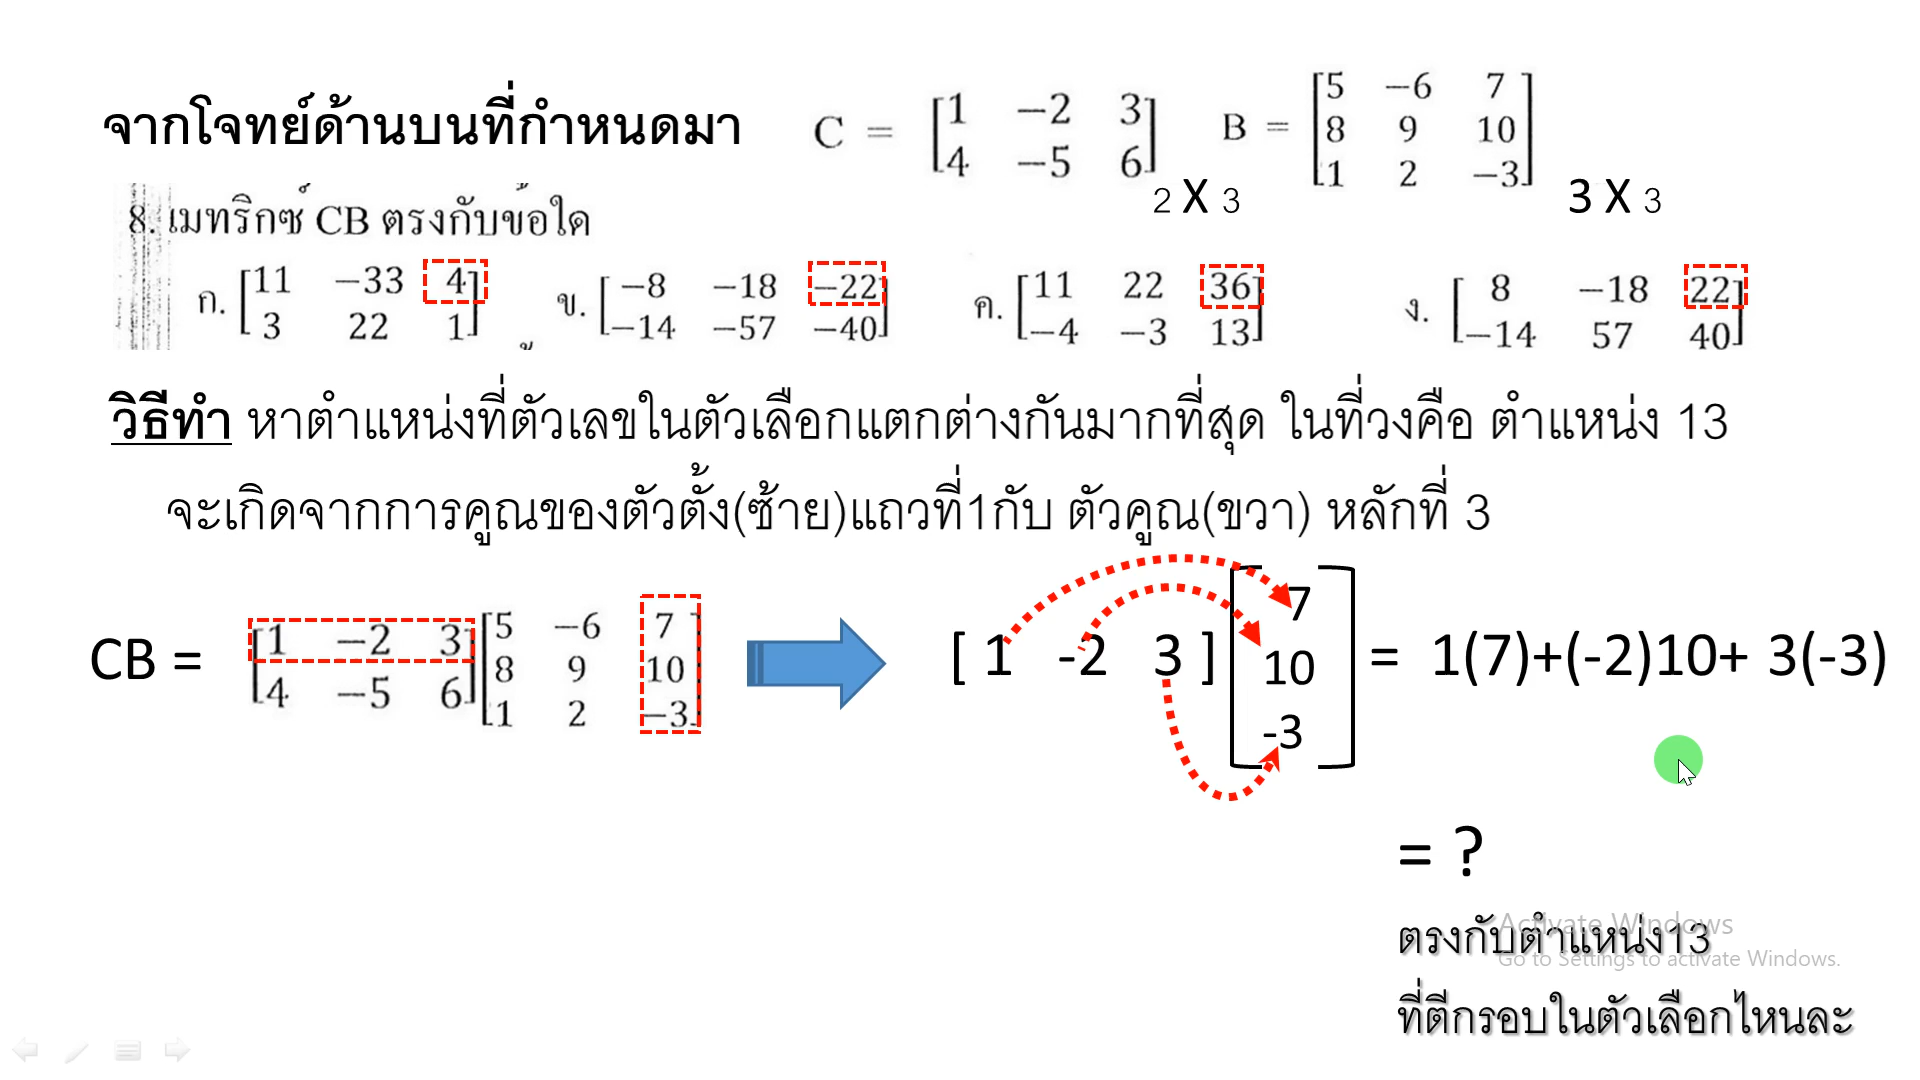 จากโจทย์ด้านบนที่กำหนดมา C = [1 −2 3 B = [5 −6 7
4 −5 6] 8 9 10
1 2 −3]
2 X 3 3 X 3
8. เมทริกซ์ CB ตรงกับข้อใด
ก. [11 −33 4 ข. [−8 −18 −22 ค. [11 22 36 ง. [8 −18 22
3 22 1] −14 −57 −40] −4 −3 13] −14 57 40]
วิธีทำ หาตำแหน่งที่ตัวเลขในตัวเลือกแตกต่างกันมากที่สุด ในที่วงคือ ตำแหน่ง 13
จะเกิดจากการคูณของตัวตั้ง(ซ้าย)แถวที่1กับ ตัวคูณ(ขวา) หลักที่ 3
CB = [1 −2 3 [5 −6 7
4 −5 6] 8 9 10
1 2 −3]
[ 1 -2 3 ] [7
10
-3] = 1(7)+(-2)10+ 3(-3)
= ?
ตรงกับตำแหน่ง13
ที่ตีกรอบในตัวเลือกไหนละ
Activate Windows
Go to Settings to activate Windows.